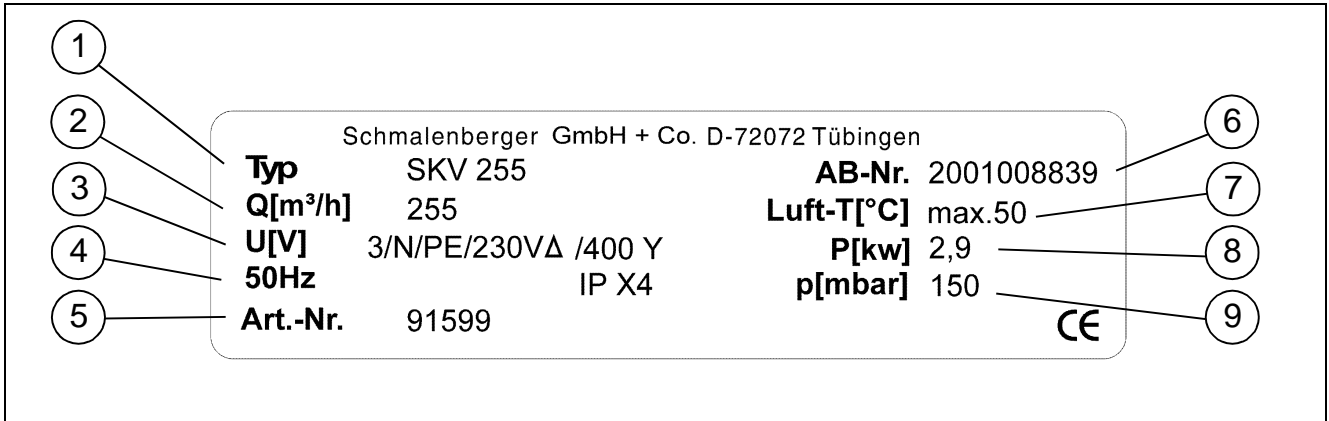 1
2
3
4
5
6
7
8
9
Schmalenberger GmbH + Co. D-72072 Tübingen
Typ SKV 255 AB-Nr. 2001008839
Q[m³/h] 255 Luft-T[°C] max.50
U[V] 3/N/PE/230VΔ /400 Y P[kw] 2,9
50Hz IP X4 p[mbar] 150
Art.-Nr. 91599 CE